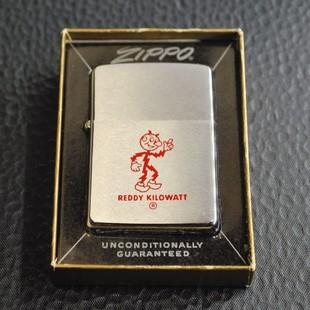 ZIPPO
REDDY KILOWATT
®
UNCONDITIONALLY
GUARANTEED